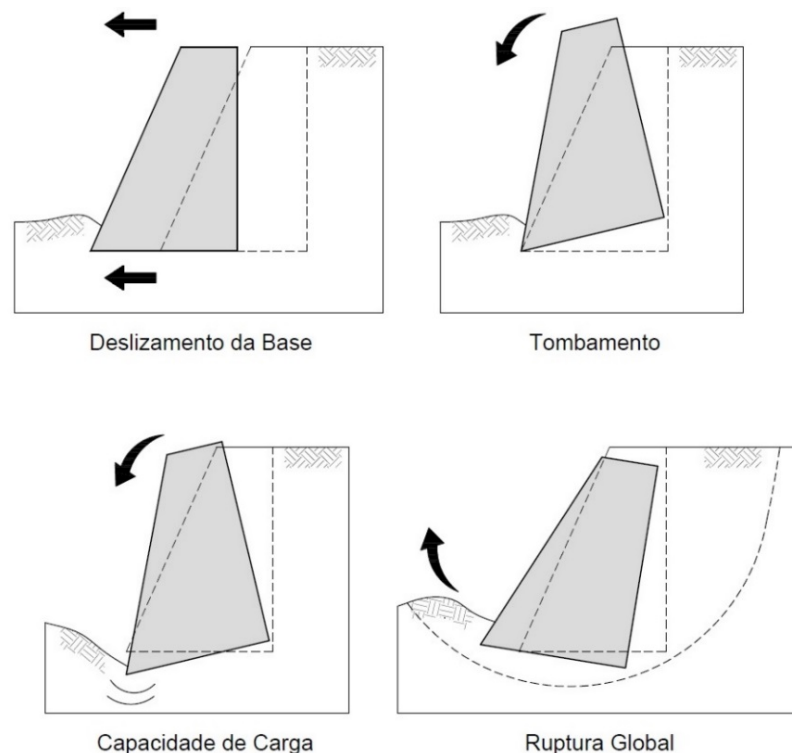 Deslizamento da Base
Tombamento
Capacidade de Carga
Ruptura Global